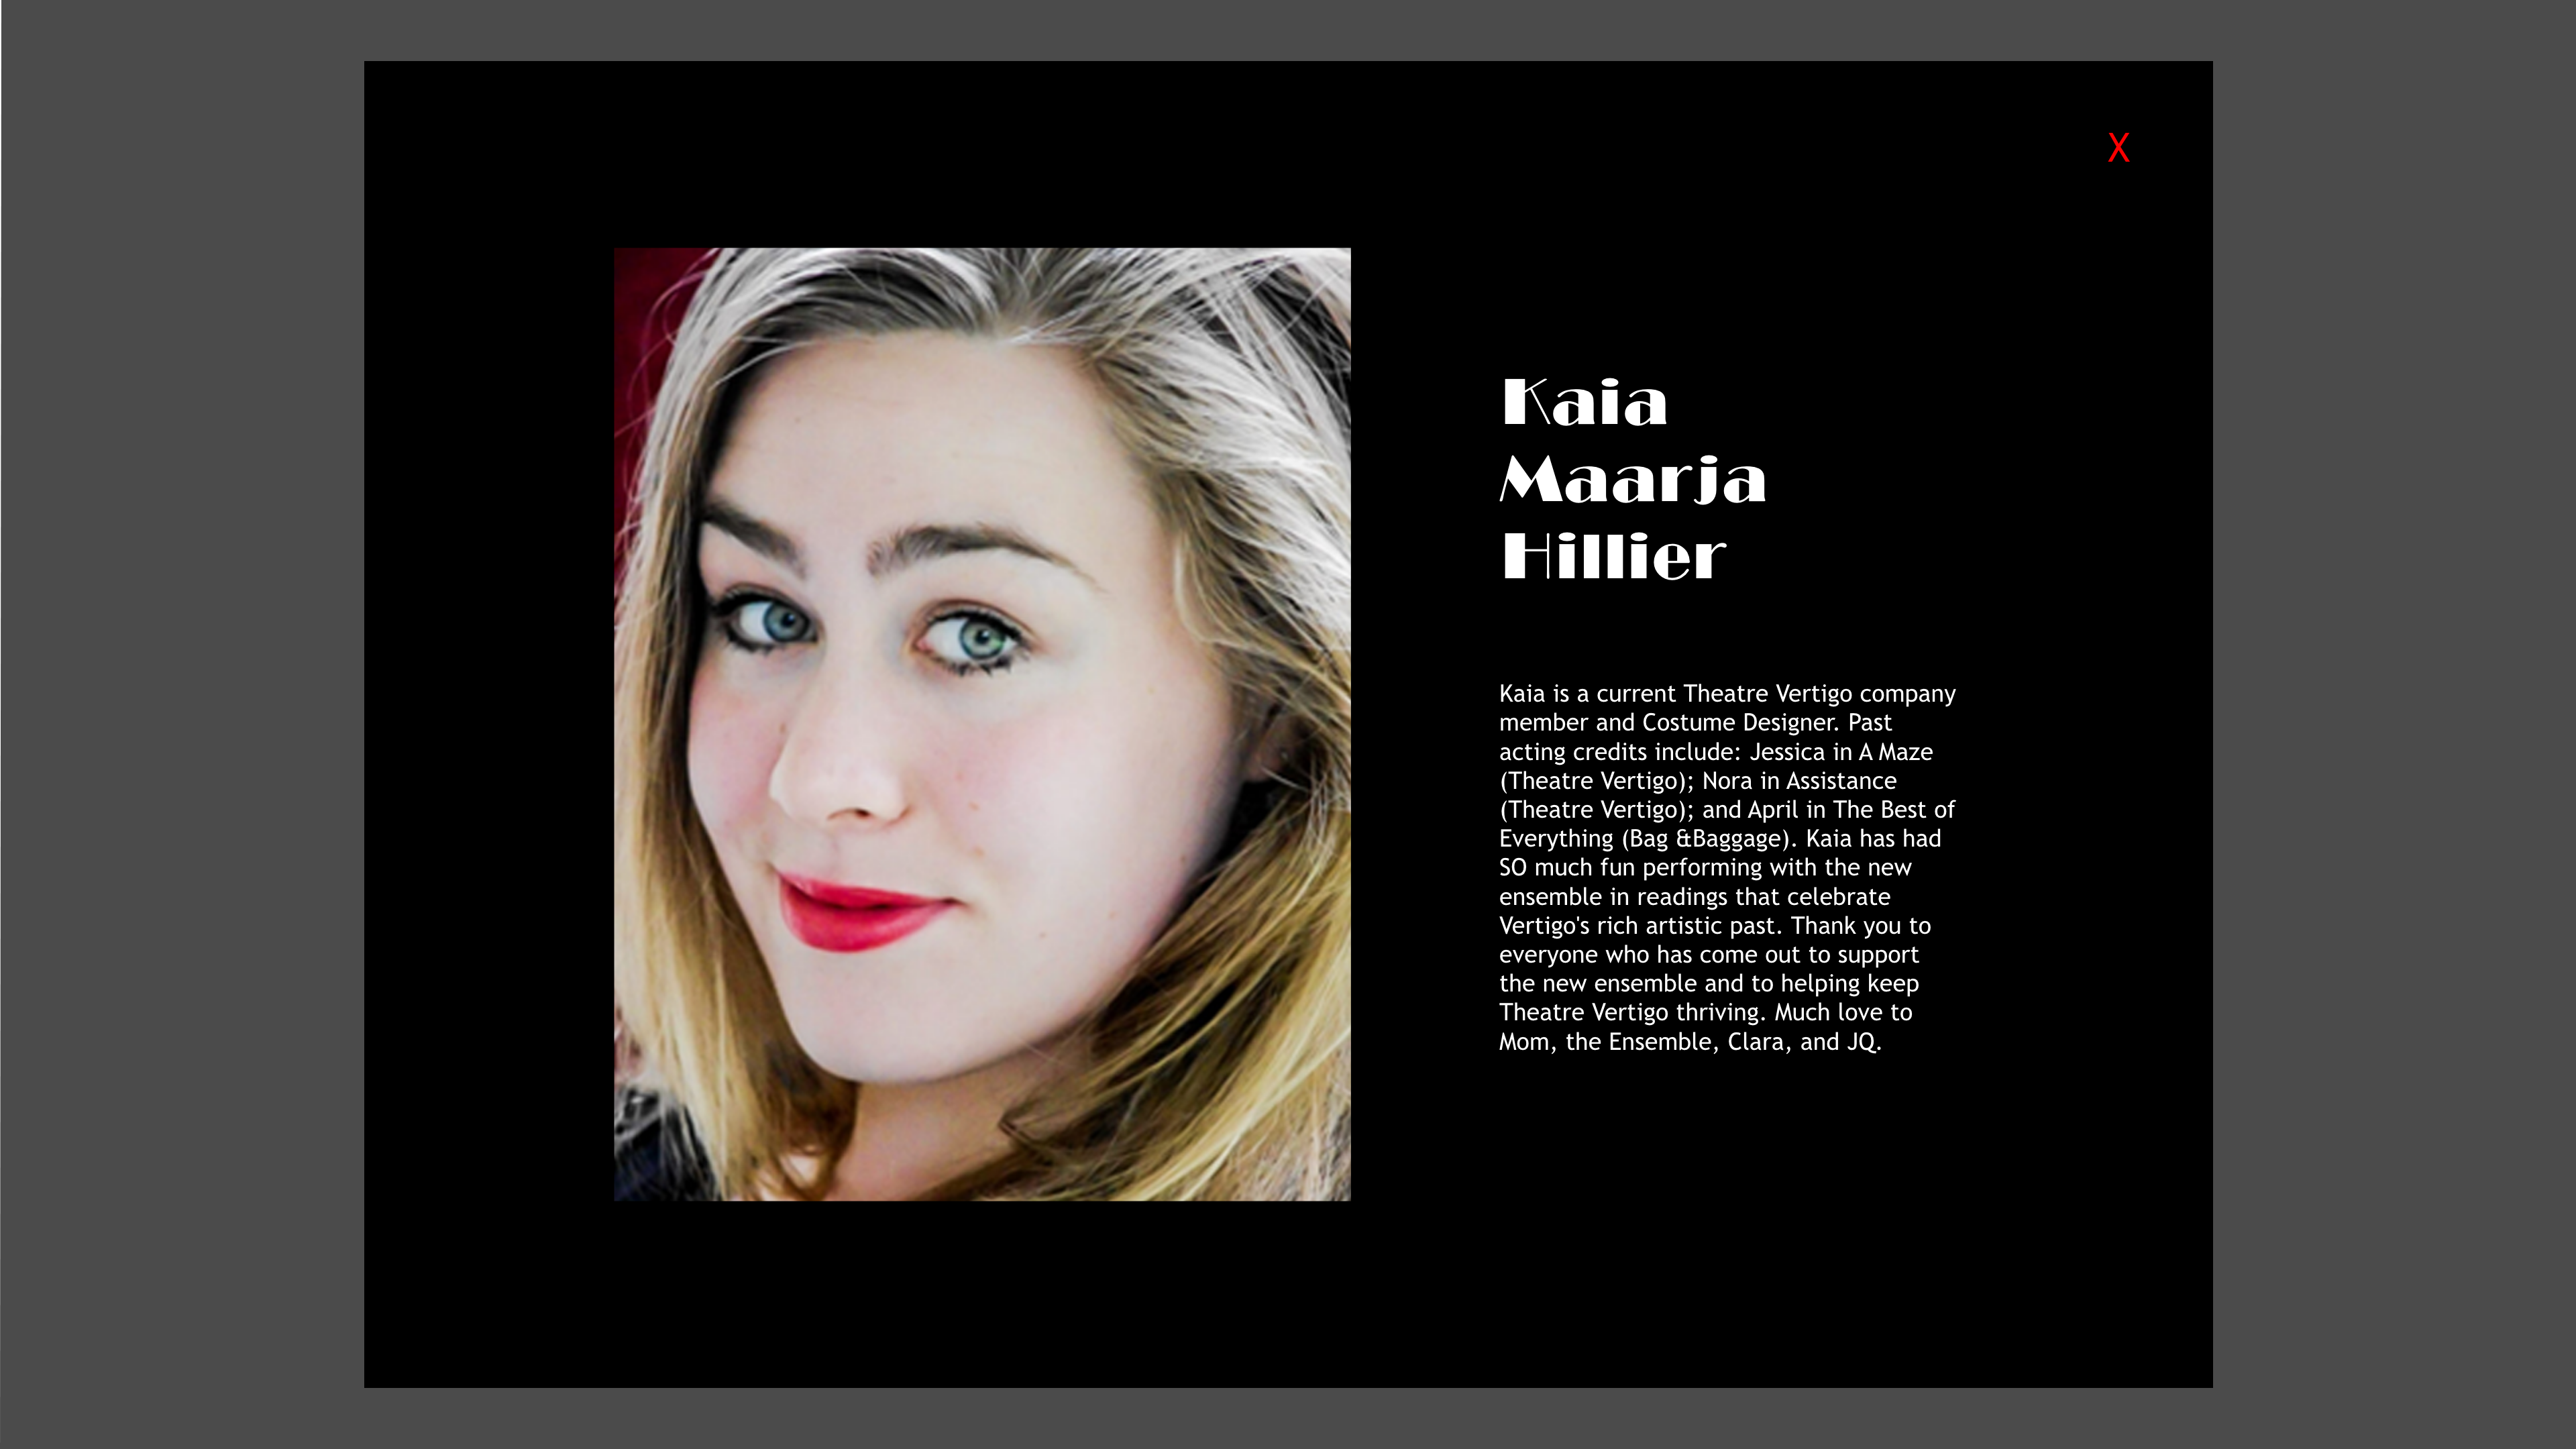 X
Kaia
Maarja
Hillier
Kaia is a current Theatre Vertigo company
member and Costume Designer. Past
acting credits include: Jessica in A Maze
(Theatre Vertigo); Nora in Assistance
(Theatre Vertigo); and April in The Best of
Everything (Bag &Baggage). Kaia has had
SO much fun performing with the new
ensemble in readings that celebrate
Vertigo's rich artistic past. Thank you to
everyone who has come out to support
the new ensemble and to helping keep
Theatre Vertigo thriving. Much love to
Mom, the Ensemble, Clara, and JQ.